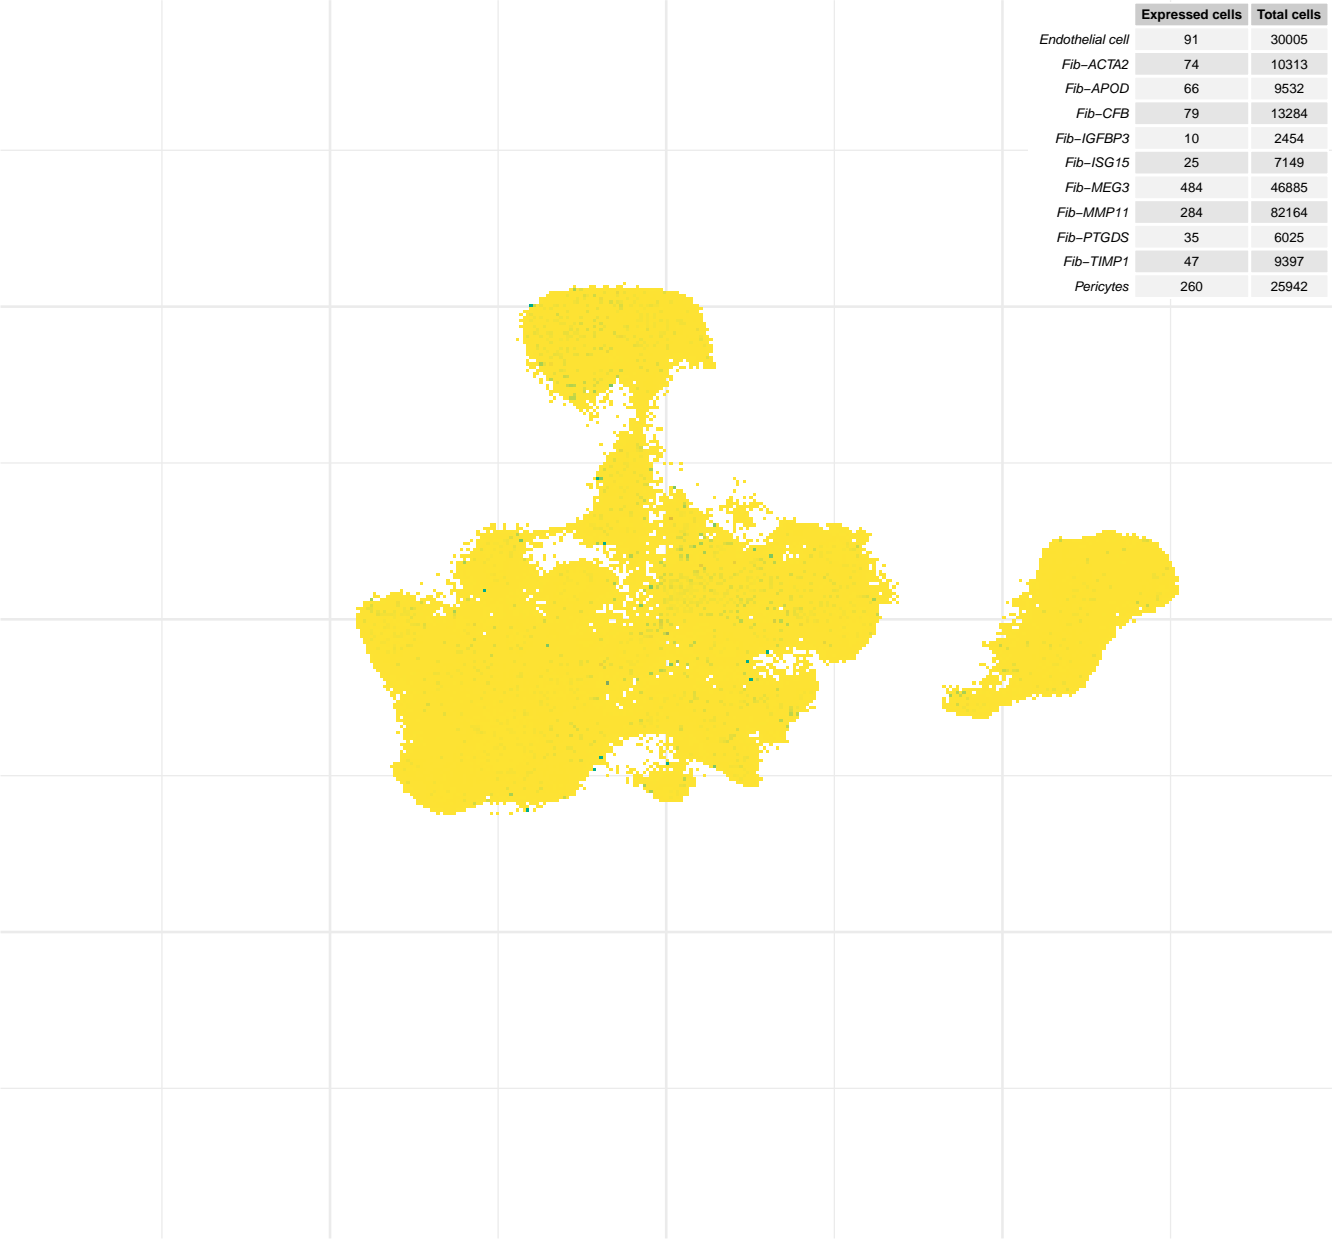 Expressed cells Total cells
Endothelial cell 91 30005
Fib−ACTA2 74 10313
Fib−APOD 66 9532
Fib−CFB 79 13284
Fib−IGFBP3 10 2454
Fib−ISG15 25 7149
Fib−MEG3 484 46885
Fib−MMP11 284 82164
Fib−PTGDS 35 6025
Fib−TIMP1 47 9397
Pericytes 260 25942